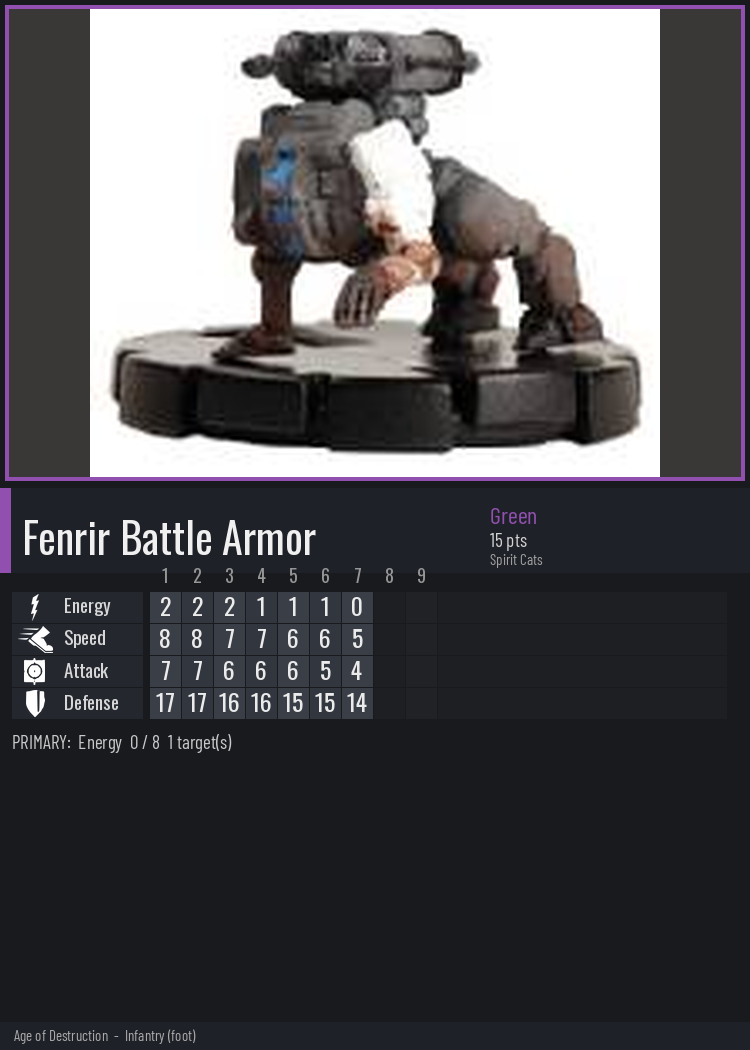 Fenrir Battle Armor
Green
15 pts
Spirit Cats
1 2 3 4 5 6 7 8 9
Energy 2 2 2 1 1 1 0
Speed 8 8 7 7 6 6 5
Attack 7 7 6 6 6 5 4
Defense 17 17 16 16 15 15 14
PRIMARY: Energy 0 / 8 1 target(s)
Age of Destruction - Infantry (foot)